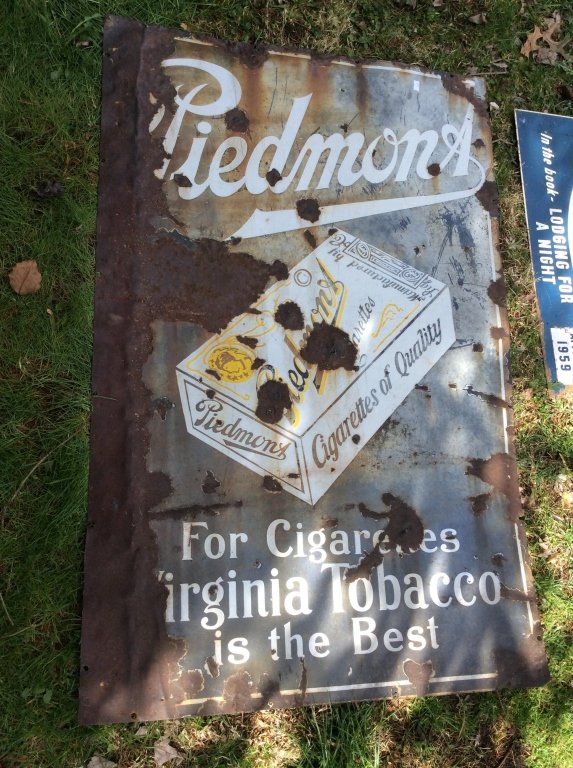 Piedmont
Manufactured by
Piedmont
Cigarettes
Piedmont
Cigarettes of Quality
For Cigarettes
Virginia Tobacco
is the Best
In the book-
LODGING FOR
A NIGHT
1959